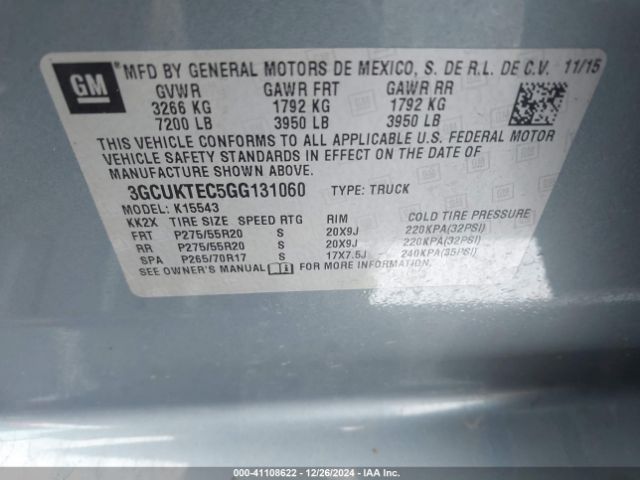 GM MFD BY GENERAL MOTORS DE MEXICO, S. DE R.L. DE C.V. 11/15
GVWR GAWR FRT GAWR RR
3266 KG 1792 KG 1792 KG
7200 LB 3950 LB 3950 LB
THIS VEHICLE CONFORMS TO ALL APPLICABLE U.S. FEDERAL MOTOR
VEHICLE SAFETY STANDARDS IN EFFECT ON THE DATE OF
MANUFACTURE SHOWN ABOVE.
3GCUKTEC5GG131060 TYPE: TRUCK
MODEL: K15543
KK2X TIRE SIZE SPEED RTG RIM COLD TIRE PRESSURE
FRT P275/55R20 S 20X9J 220KPA(32PSI)
RR P275/55R20 S 20X9J 220KPA(32PSI)
SPA P265/70R17 S 17X7.5J 240KPA(35PSI)
SEE OWNER'S MANUAL FOR MORE INFORMATION.
000-41108622 - 12/26/2024 - IAA Inc.